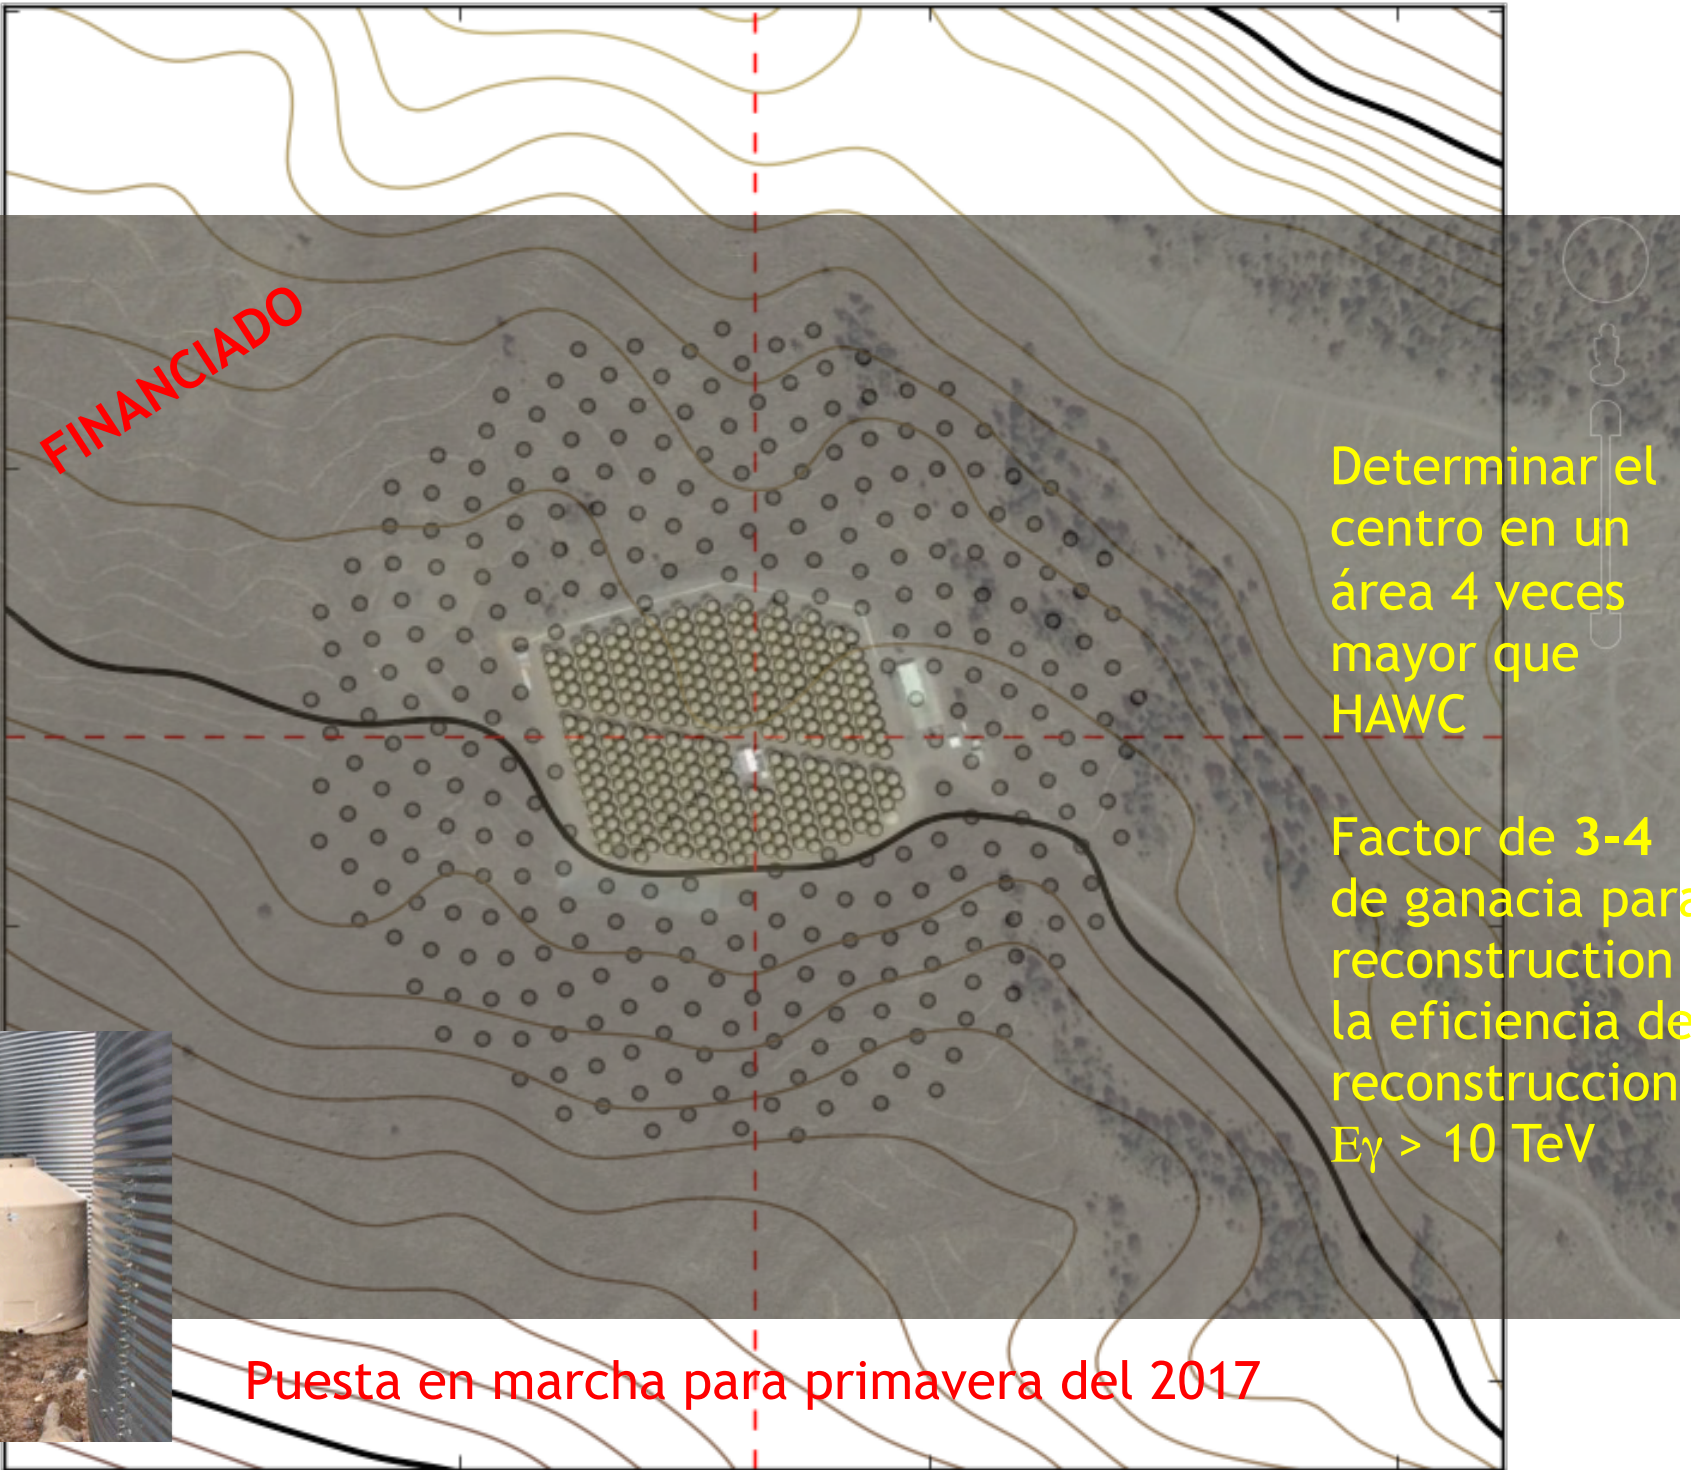 FINANCIADO
Determinar el
centro en un
área 4 veces
mayor que
HAWC
Factor de 3-4
de ganacia para
reconstruction
la eficiencia de
reconstruccion
Eγ > 10 TeV
Puesta en marcha para primavera del 2017